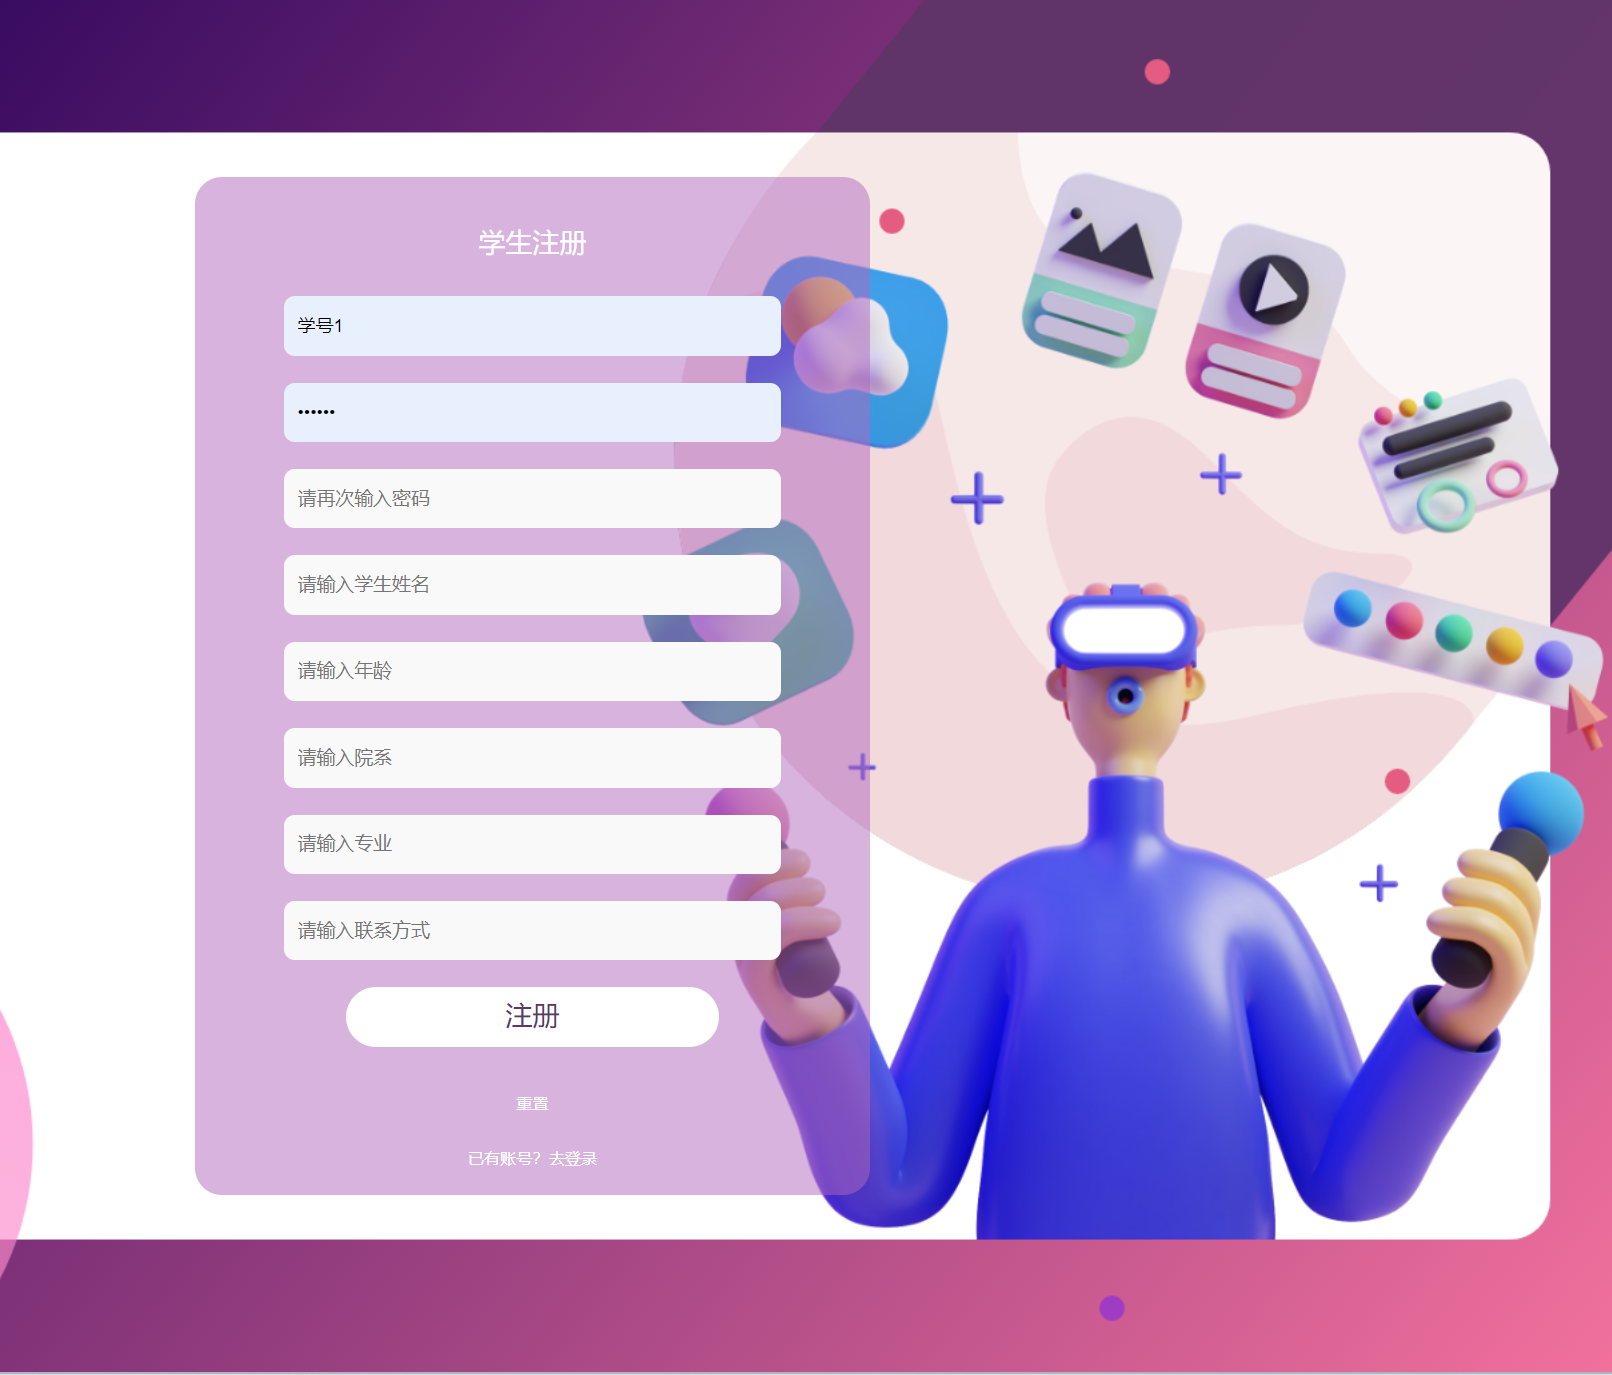 学生注册
学号1
••••••
请再次输入密码
请输入学生姓名
请输入年龄
请输入院系
请输入专业
请输入联系方式
注册
重置
已有账号？去登录